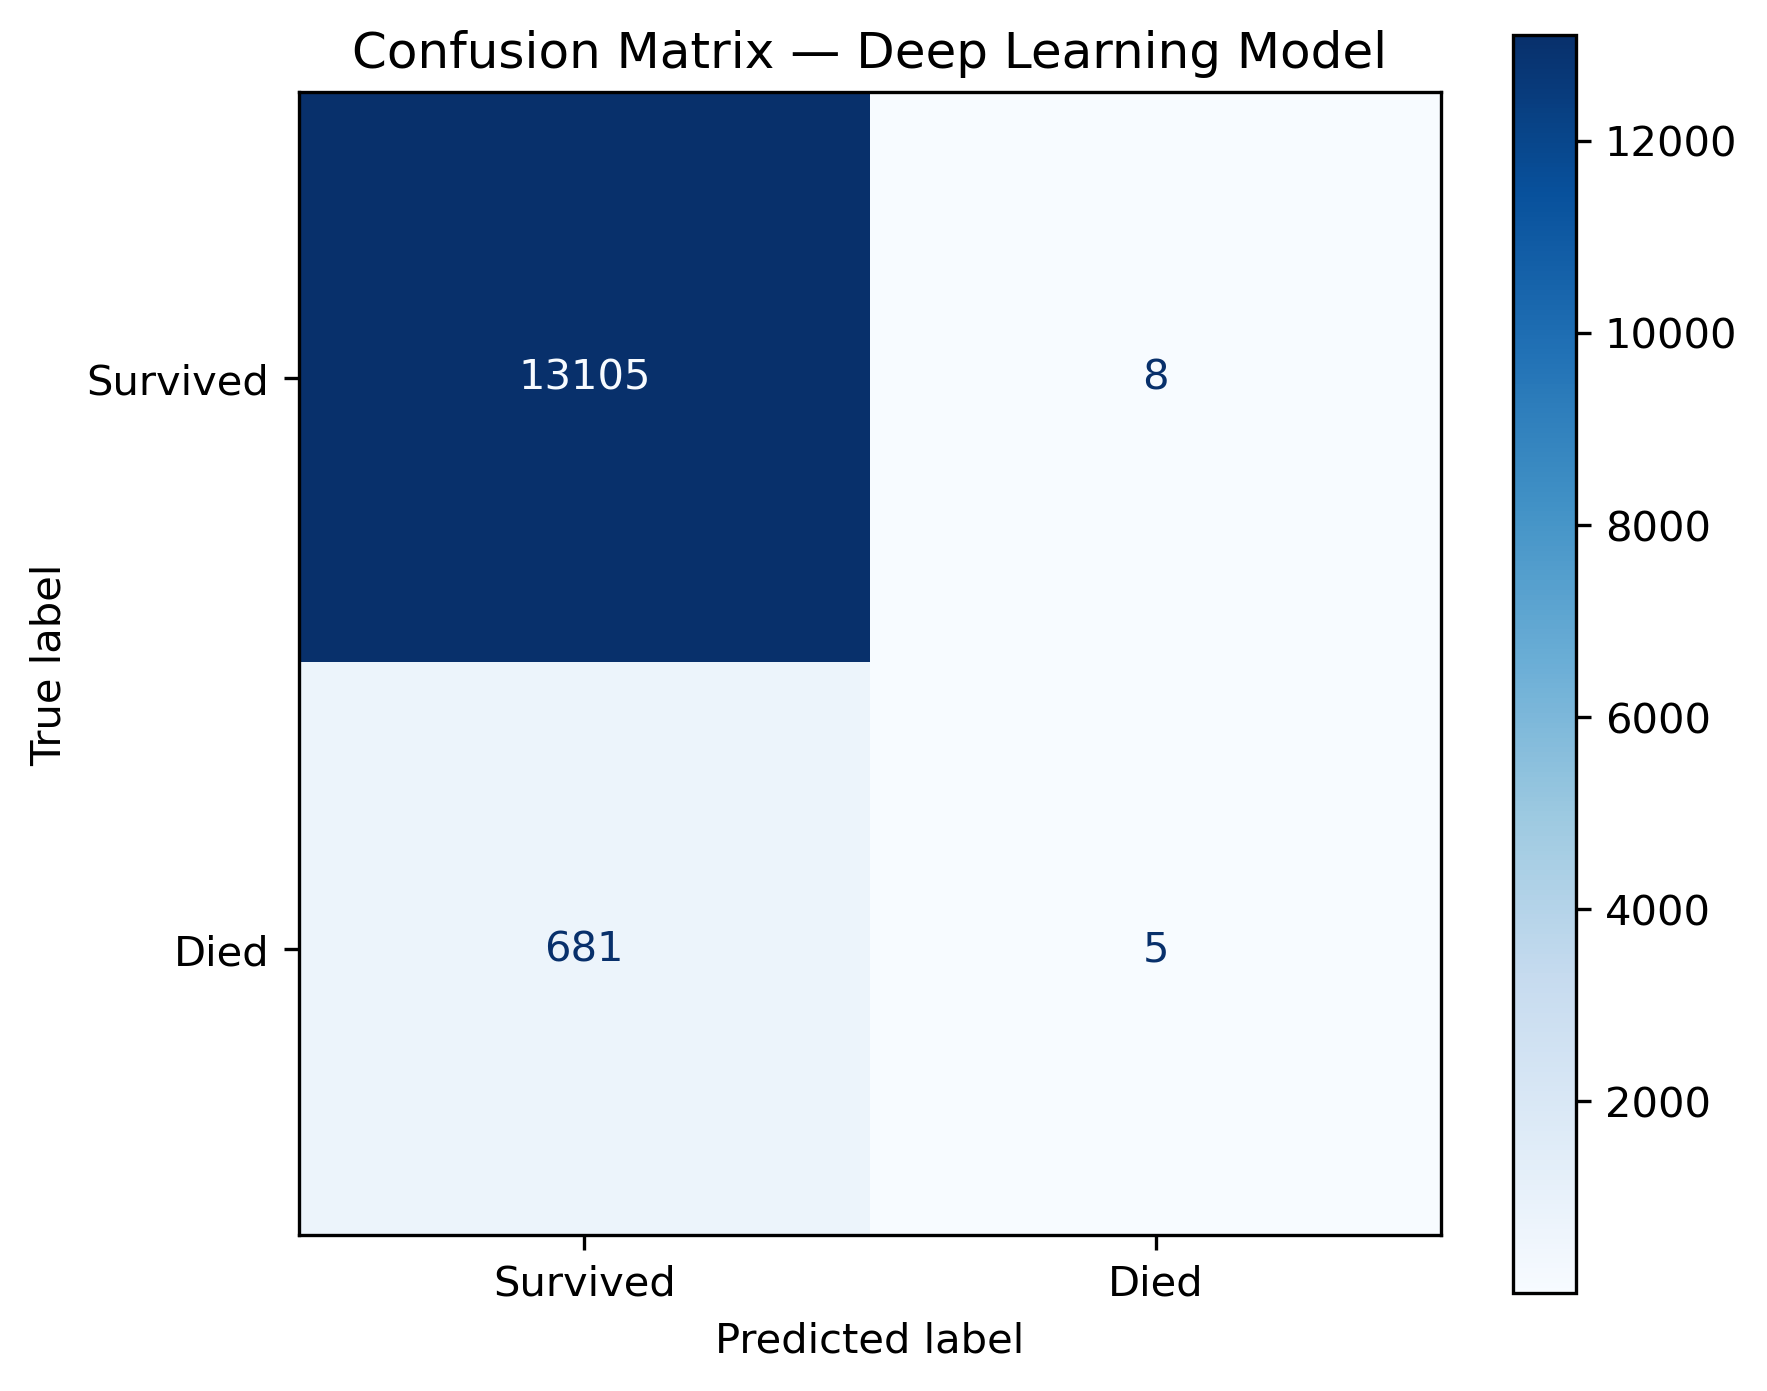 Confusion Matrix — Deep Learning Model
12000
10000
8000
6000
4000
2000
True label
Survived
Died
13105
8
681
5
Survived
Died
Predicted label